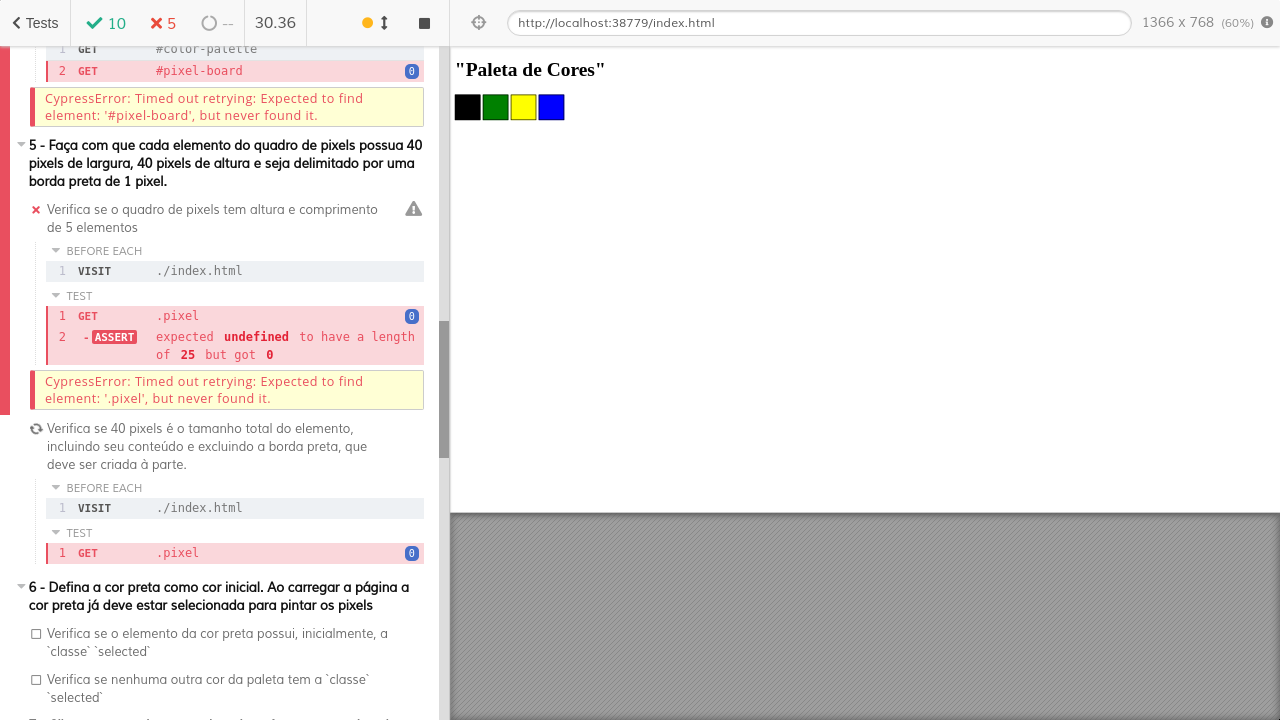 Tests 10 5 -- 30.36 http://localhost:38779/index.html 1366 x 768 (60%)
1 GET #color-palette
2 GET #pixel-board 0
CypressError: Timed out retrying: Expected to find
element: '#pixel-board', but never found it.
5 - Faça com que cada elemento do quadro de pixels possua 40
pixels de largura, 40 pixels de altura e seja delimitado por uma
borda preta de 1 pixel.
Verifica se o quadro de pixels tem altura e comprimento
de 5 elementos
BEFORE EACH
1 VISIT ./index.html
TEST
1 GET .pixel 0
2 -ASSERT expected undefined to have a length
of 25 but got 0
CypressError: Timed out retrying: Expected to find
element: '.pixel', but never found it.
Verifica se 40 pixels é o tamanho total do elemento,
incluindo seu conteúdo e excluindo a borda preta, que
deve ser criada à parte.
BEFORE EACH
1 VISIT ./index.html
TEST
1 GET .pixel 0
6 - Defina a cor preta como cor inicial. Ao carregar a página a
cor preta já deve estar selecionada para pintar os pixels
Verifica se o elemento da cor preta possui, inicialmente, a
`classe` `selected`
Verifica se nenhuma outra cor da paleta tem a `classe`
`selected`
"Paleta de Cores"